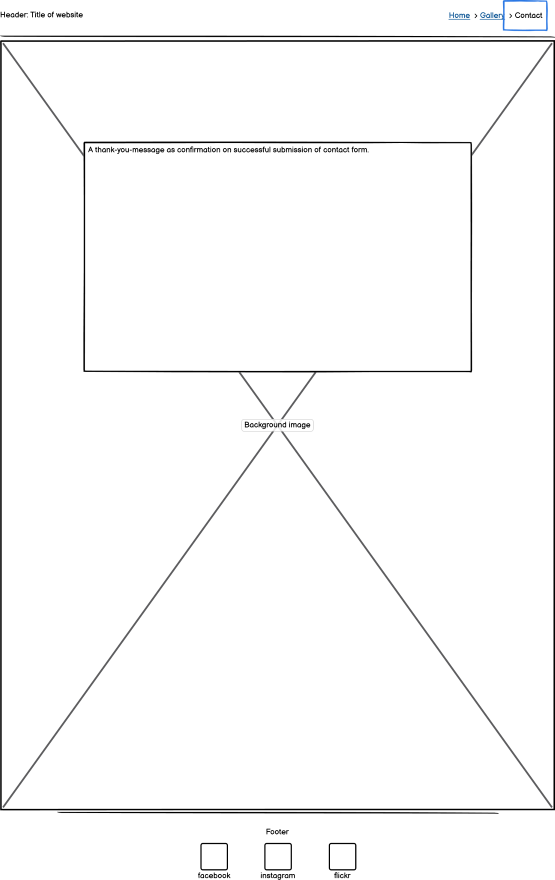 Header: Title of website
Home > Gallery > Contact
A thank-you-message as confirmation on successful submission of contact form.
Background image
Footer
facebook instagram flickr